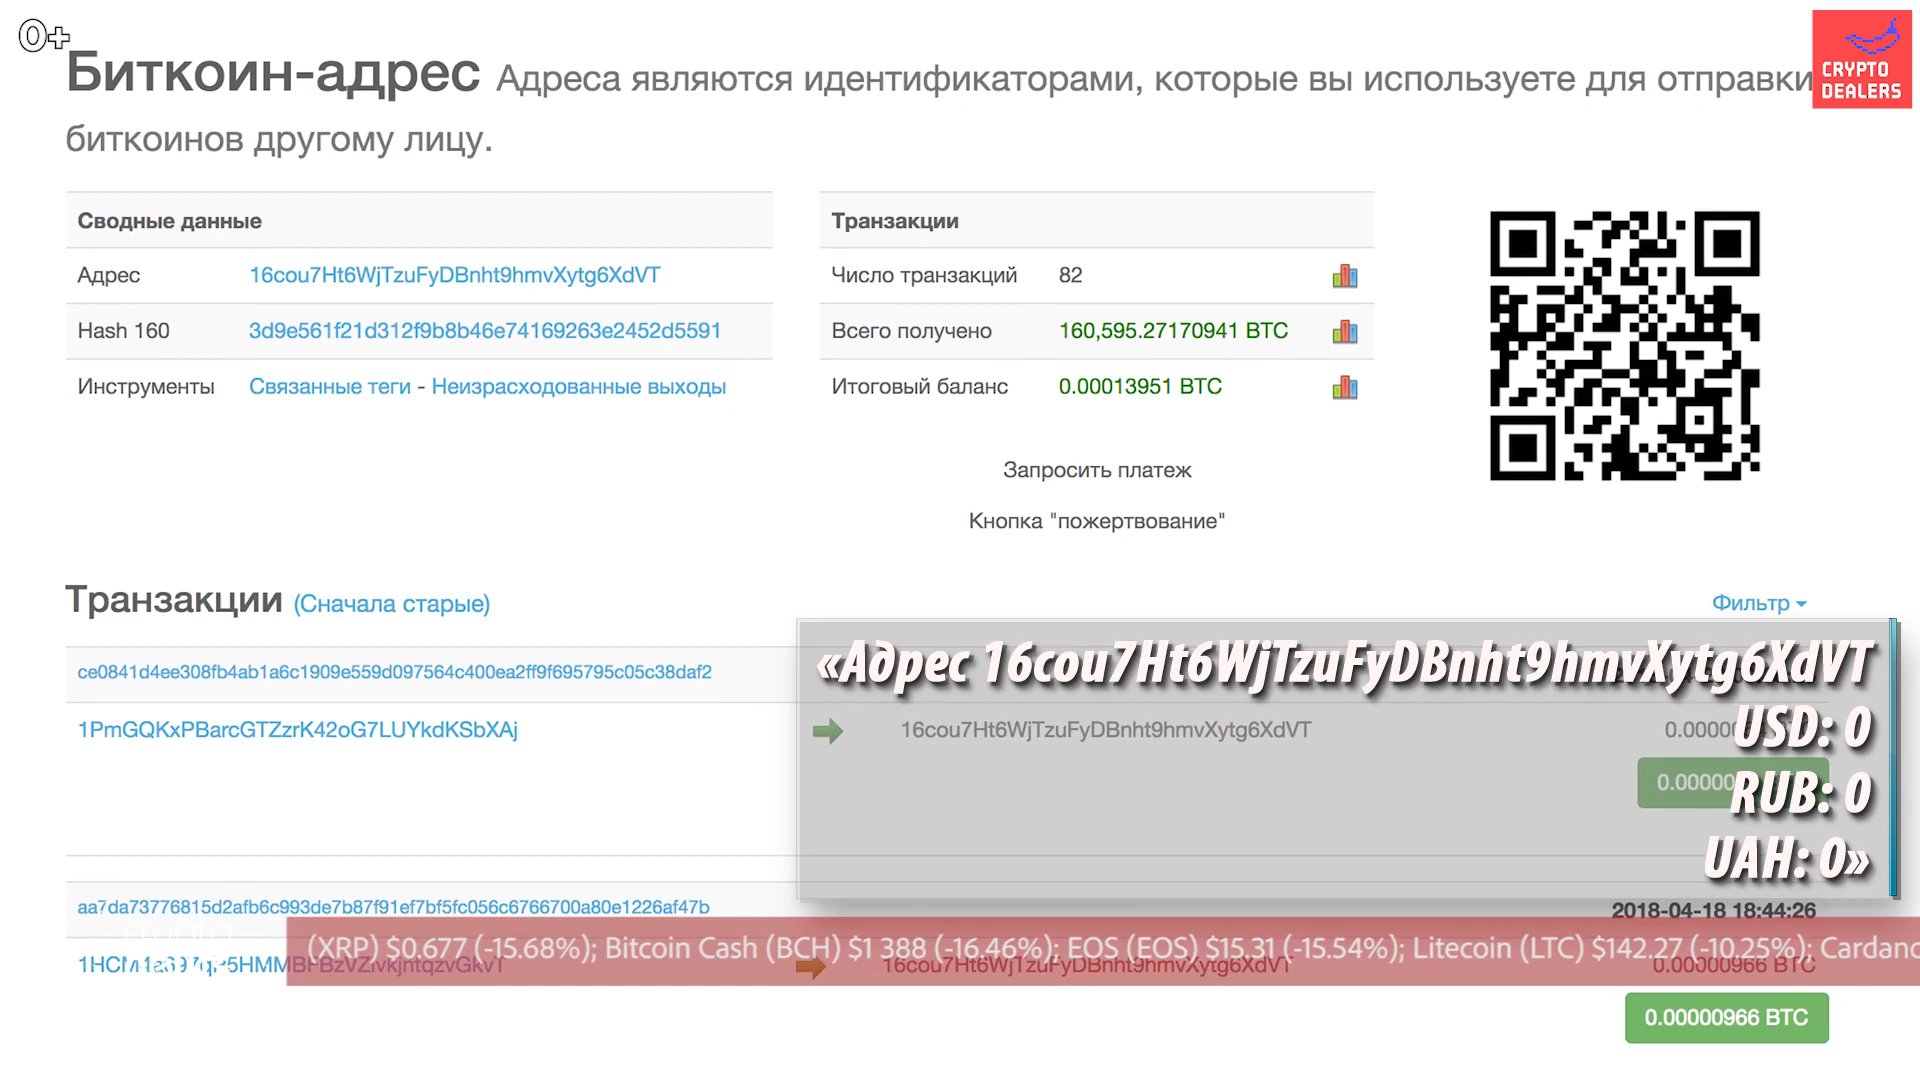 0+
Биткоин-адрес Адреса являются идентификаторами, которые вы используете для отправки
биткоинов другому лицу.
CRYPTO
DEALERS
Сводные данные
Адрес 16cou7Ht6WjTzuFyDBnht9hmvXytg6XdVT
Hash 160 3d9e561f21d312f9b8b46e74169263e2452d5591
Инструменты Связанные теги - Неизрасходованные выходы
Транзакции
Число транзакций 82
Всего получено 160,595.27170941 BTC
Итоговый баланс 0.00013951 BTC
Запросить платеж
Кнопка "пожертвование"
Транзакции (Сначала старые)
Фильтр
ce0841d4ee308fb4ab1a6c1909e559d097564c400ea2ff9f695795c05c38daf2
1PmGQKxPBarcGTZzrK42oG7LUYkdKSbXAj 16cou7Ht6WjTzuFyDBnht9hmvXytg6XdVT
«Адрес 16cou7Ht6WjTzuFyDBnht9hmvXytg6XdVT
USD: 0
RUB: 0
UAH: 0»
aa7da73776815d2afb6c993de7b87f91ef7bf5fc056c6766700a80e1226af47b
2018-04-18 18:44:26
(XRP) $0.677 (-15.68%); Bitcoin Cash (BCH) $1 388 (-16.46%); EOS (EOS) $15.31 (-15.54%); Litecoin (LTC) $142.27 (-10.25%); Cardano
16cou7Ht6WjTzuFyDBnht9hmvXytg6XdVT 0.00000966 BTC
0.00000966 BTC